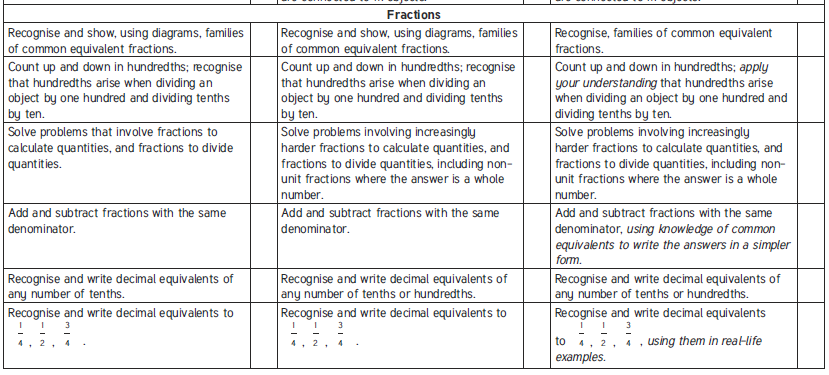 Fractions
Recognise and show, using diagrams, families
of common equivalent fractions.
Recognise and show, using diagrams, families
of common equivalent fractions.
Recognise, families of common equivalent
fractions.
Count up and down in hundredths; recognise
that hundredths arise when dividing an
object by one hundred and dividing tenths
by ten.
Count up and down in hundredths; recognise
that hundredths arise when dividing an
object by one hundred and dividing tenths
by ten.
Count up and down in hundredths; apply
your understanding that hundredths arise
when dividing an object by one hundred and
dividing tenths by ten.
Solve problems that involve fractions to
calculate quantities, and fractions to divide
quantities.
Solve problems involving increasingly
harder fractions to calculate quantities, and
fractions to divide quantities, including non-
unit fractions where the answer is a whole
number.
Solve problems involving increasingly
harder fractions to calculate quantities, and
fractions to divide quantities, including non-
unit fractions where the answer is a whole
number.
Add and subtract fractions with the same
denominator.
Add and subtract fractions with the same
denominator.
Add and subtract fractions with the same
denominator, using knowledge of common
equivalents to write the answers in a simpler
form.
Recognise and write decimal equivalents of
any number of tenths.
Recognise and write decimal equivalents of
any number of tenths or hundredths.
Recognise and write decimal equivalents of
any number of tenths or hundredths.
Recognise and write decimal equivalents to
1/4 , 1/2 , 3/4 .
Recognise and write decimal equivalents to
1/4 , 1/2 , 3/4 .
Recognise and write decimal equivalents
to 1/4 , 1/2 , 3/4 , using them in real-life
examples.